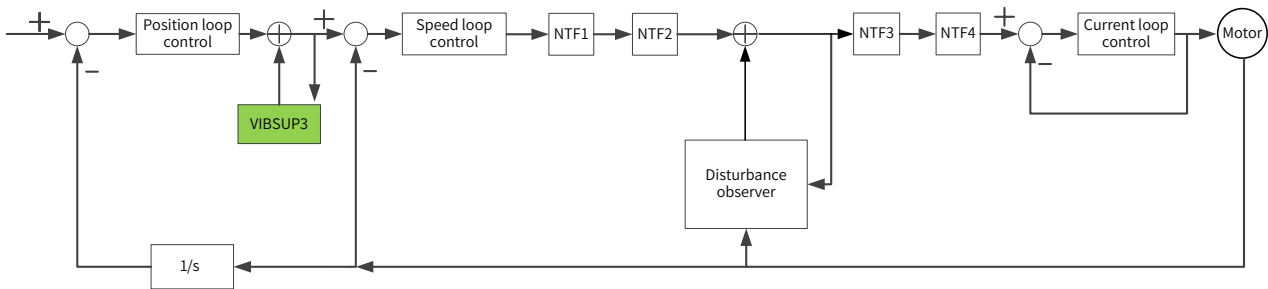 +
Position loop
control
+
Speed loop
control
NTF1
NTF2
NTF3
NTF4
+
Current loop
control
Motor
−
−
−
VIBSUP3
Disturbance
observer
1/s